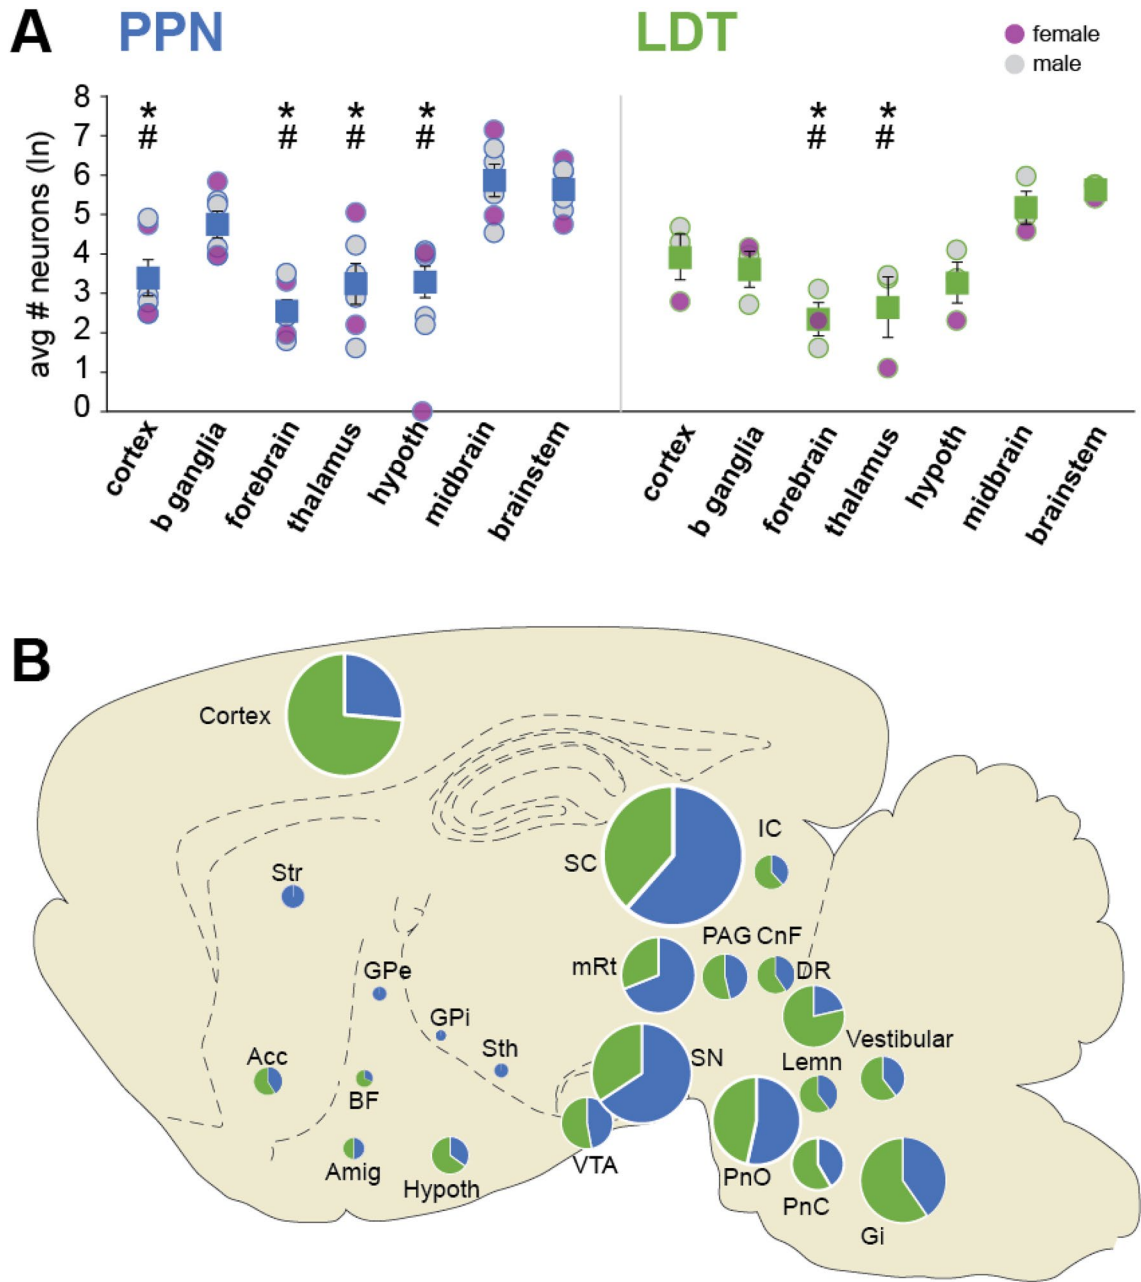 A PPN LDT
female
male
avg # neurons (ln)
8
7
6
5
4
3
2
1
0
* * * * * *
# # # # # #
cortex
b ganglia
forebrain
thalamus
hypoth
midbrain
brainstem
cortex
b ganglia
forebrain
thalamus
hypoth
midbrain
brainstem
B
Cortex
IC
SC
Str
PAG CnF
mRt
DR
GPe
GPi
Vestibular
Sth
SN
Acc
Lemn
BF
VTA
Amig
PnO
Hypoth
PnC
Gi